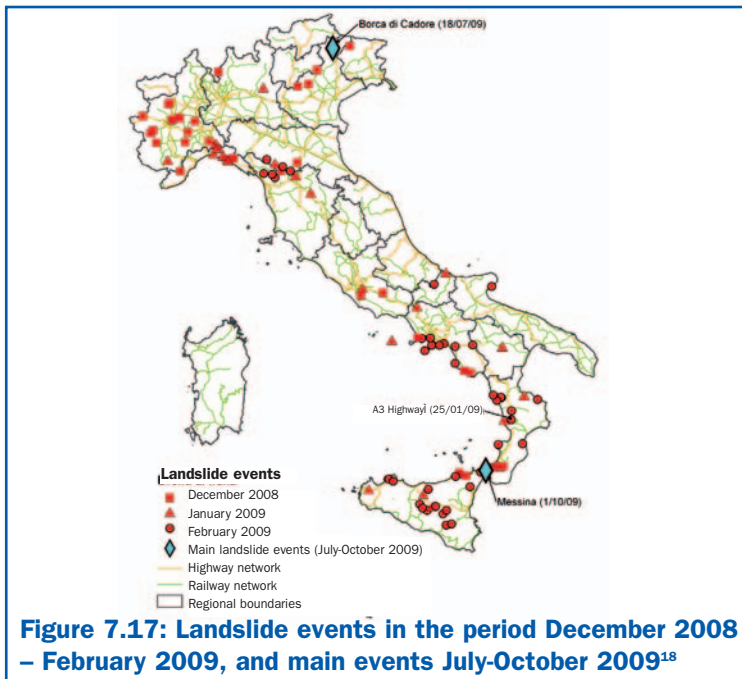 Borca di Cadore (18/07/09)
A3 Highwayì (25/01/09)
Messina (1/10/09)
Landslide events
December 2008
January 2009
February 2009
Main landslide events (July-October 2009)
Highway network
Railway network
Regional boundaries
Figure 7.17: Landslide events in the period December 2008
– February 2009, and main events July-October 2009¹⁸